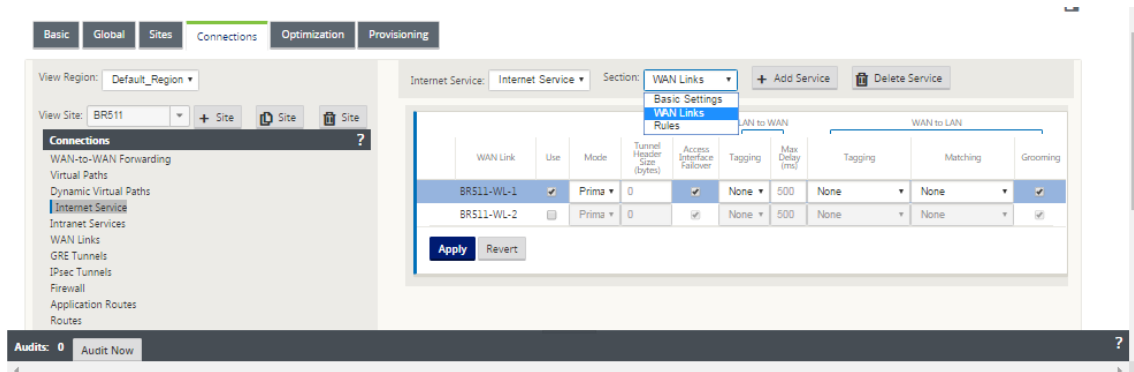 Basic Global Sites Connections Optimization Provisioning
View Region: Default_Region
Internet Service: Internet Service Section: WAN Links + Add Service Delete Service
Basic Settings
WAN Links
Rules
View Site: BR511 + Site Site Site
Connections ?
WAN-to-WAN Forwarding
Virtual Paths
Dynamic Virtual Paths
Internet Service
Intranet Services
WAN Links
GRE Tunnels
IPsec Tunnels
Firewall
Application Routes
Routes
LAN to WAN WAN to LAN
WAN Link Use Mode Tunnel Header Size (bytes) Access Interface Failover Tagging Max Delay (ms) Tagging Matching Grooming
BR511-WL-1 Prima 0 None 500 None None
BR511-WL-2 Prima 0 None 500 None None
Apply Revert
Audits: 0 Audit Now ?